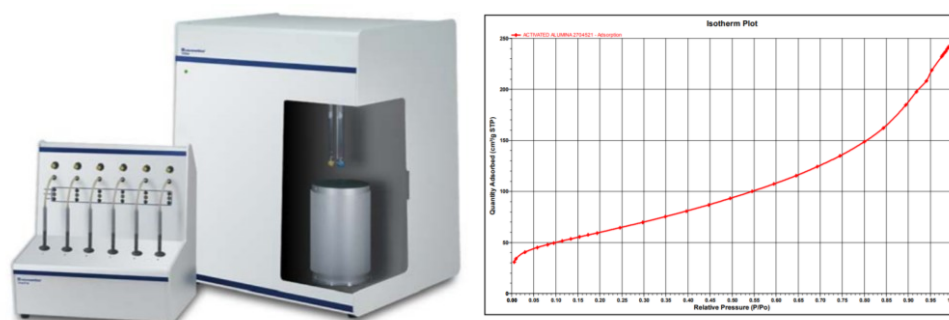 micromeritics
Isotherm Plot
ACTIVATED ALUMINA 2704521 - Adsorption
Quantity Adsorbed (cm³/g STP)
250
200
150
100
50
0
0.00 0.05 0.10 0.15 0.20 0.25 0.30 0.35 0.40 0.45 0.50 0.55 0.60 0.65 0.70 0.75 0.80 0.85 0.90 0.95
Relative Pressure (P/Po)